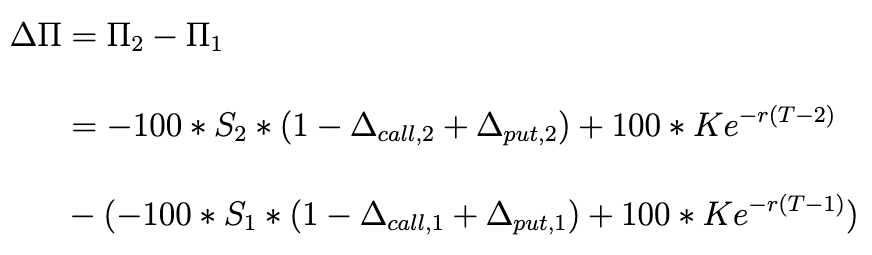 ΔΠ = Π₂ − Π₁
= −100 * S₂ * (1 − Δ_{call,2} + Δ_{put,2}) + 100 * Ke^{−r(T−2)}
− (−100 * S₁ * (1 − Δ_{call,1} + Δ_{put,1}) + 100 * Ke^{−r(T−1)})